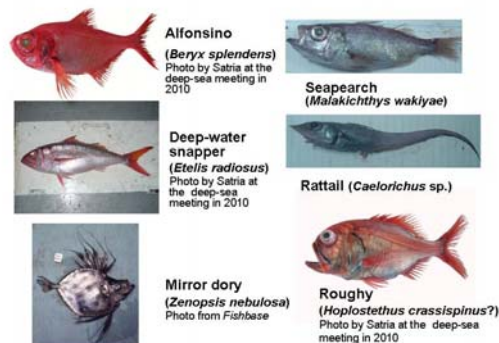 Alfonsino
(Beryx splendens)
Photo by Satria at the
deep-sea meeting in
2010
Deep-water
snapper
(Etelis radiosus)
Photo by Satria at
the deep-sea
meeting in 2010
Mirror dory
(Zenopsis nebulosa)
Photo from Fishbase
Seapearch
(Malakichthys wakiyae)
Rattail (Caelorichus sp.)
Roughy
(Hoplostethus crassispinus?)
Photo by Satria at the deep-sea
meeting in 2010